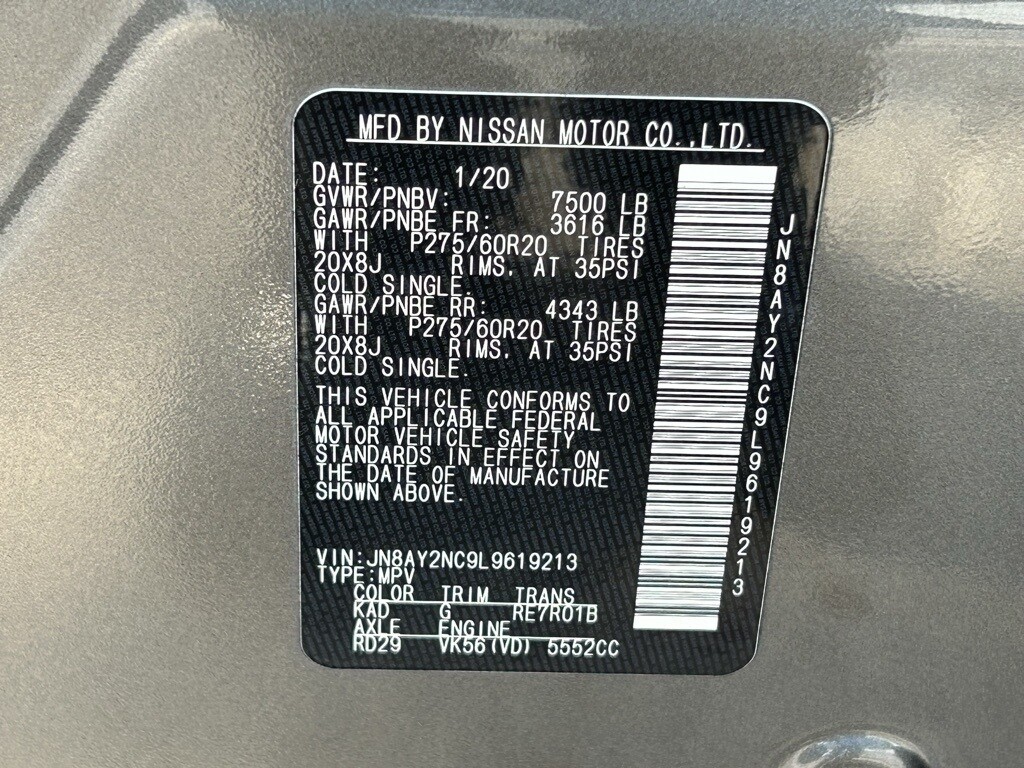 MFD BY NISSAN MOTOR CO.,LTD.
DATE: 1/20
GVWR/PNBV: 7500 LB
GAWR/PNBE FR: 3616 LB
WITH P275/60R20 TIRES
20X8J RIMS, AT 35PSI
COLD SINGLE.
GAWR/PNBE RR: 4343 LB
WITH P275/60R20 TIRES
20X8J RIMS, AT 35PSI
COLD SINGLE.
THIS VEHICLE CONFORMS TO
ALL APPLICABLE FEDERAL
MOTOR VEHICLE SAFETY
STANDARDS IN EFFECT ON
THE DATE OF MANUFACTURE
SHOWN ABOVE.
VIN:JN8AY2NC9L9619213
TYPE:MPV
COLOR TRIM TRANS
KAD G RE7R01B
AXLE ENGINE
RD29 VK56(VD) 5552CC
JN8AY2NC9L9619213